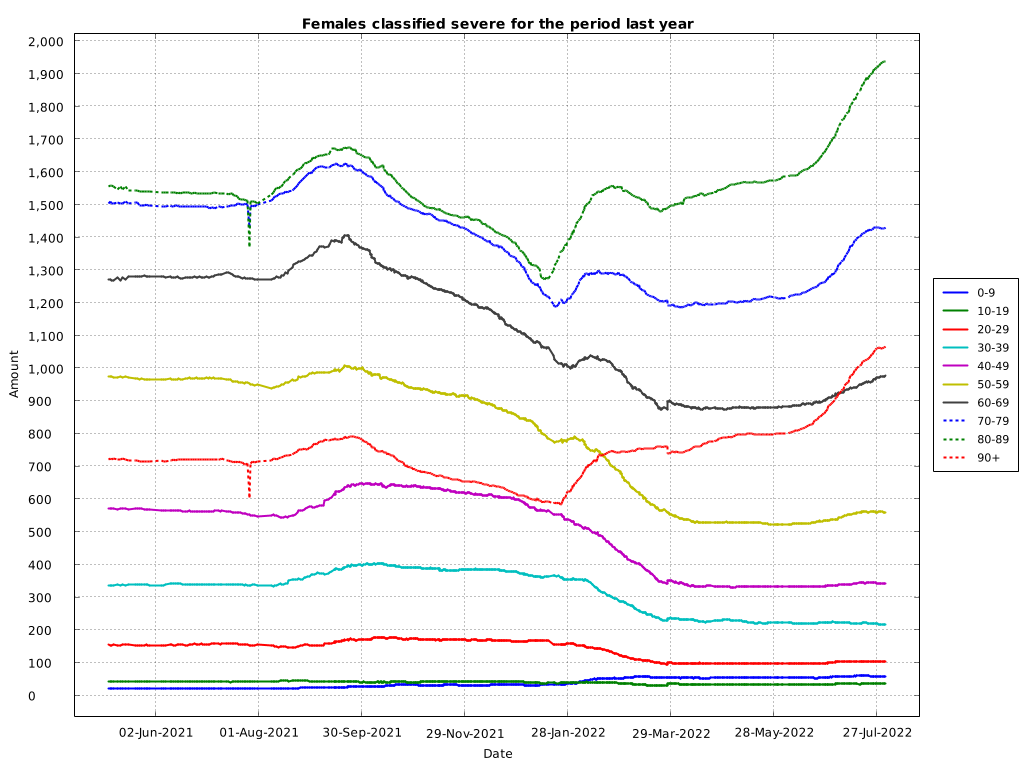 Females classified severe for the period last year
2,000
1,900
1,800
1,700
1,600
1,500
1,400
1,300
1,200
1,100
1,000
900
800
700
600
500
400
300
200
100
0
Amount
02-Jun-2021
01-Aug-2021
30-Sep-2021
29-Nov-2021
28-Jan-2022
29-Mar-2022
28-May-2022
27-Jul-2022
Date
0-9
10-19
20-29
30-39
40-49
50-59
60-69
70-79
80-89
90+